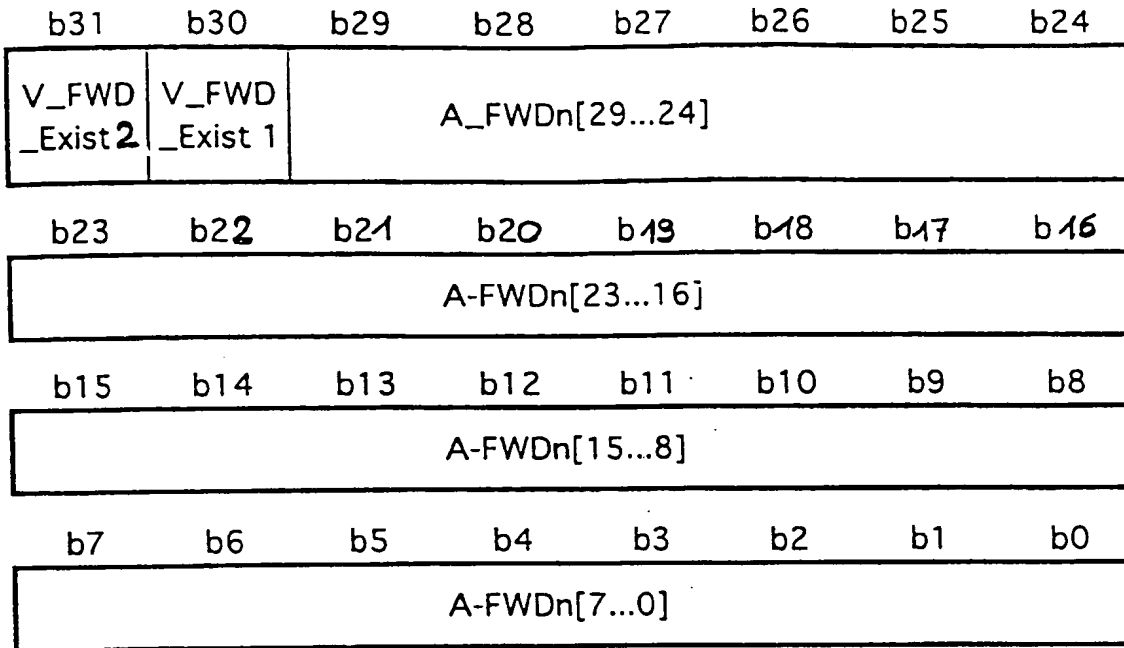 b31 b30 b29 b28 b27 b26 b25 b24
V_FWD V_FWD
_Exist 2 _Exist 1
A_FWDn[29...24]
b23 b22 b21 b20 b19 b18 b17 b16
A-FWDn[23...16]
b15 b14 b13 b12 b11 b10 b9 b8
A-FWDn[15...8]
b7 b6 b5 b4 b3 b2 b1 b0
A-FWDn[7...0]